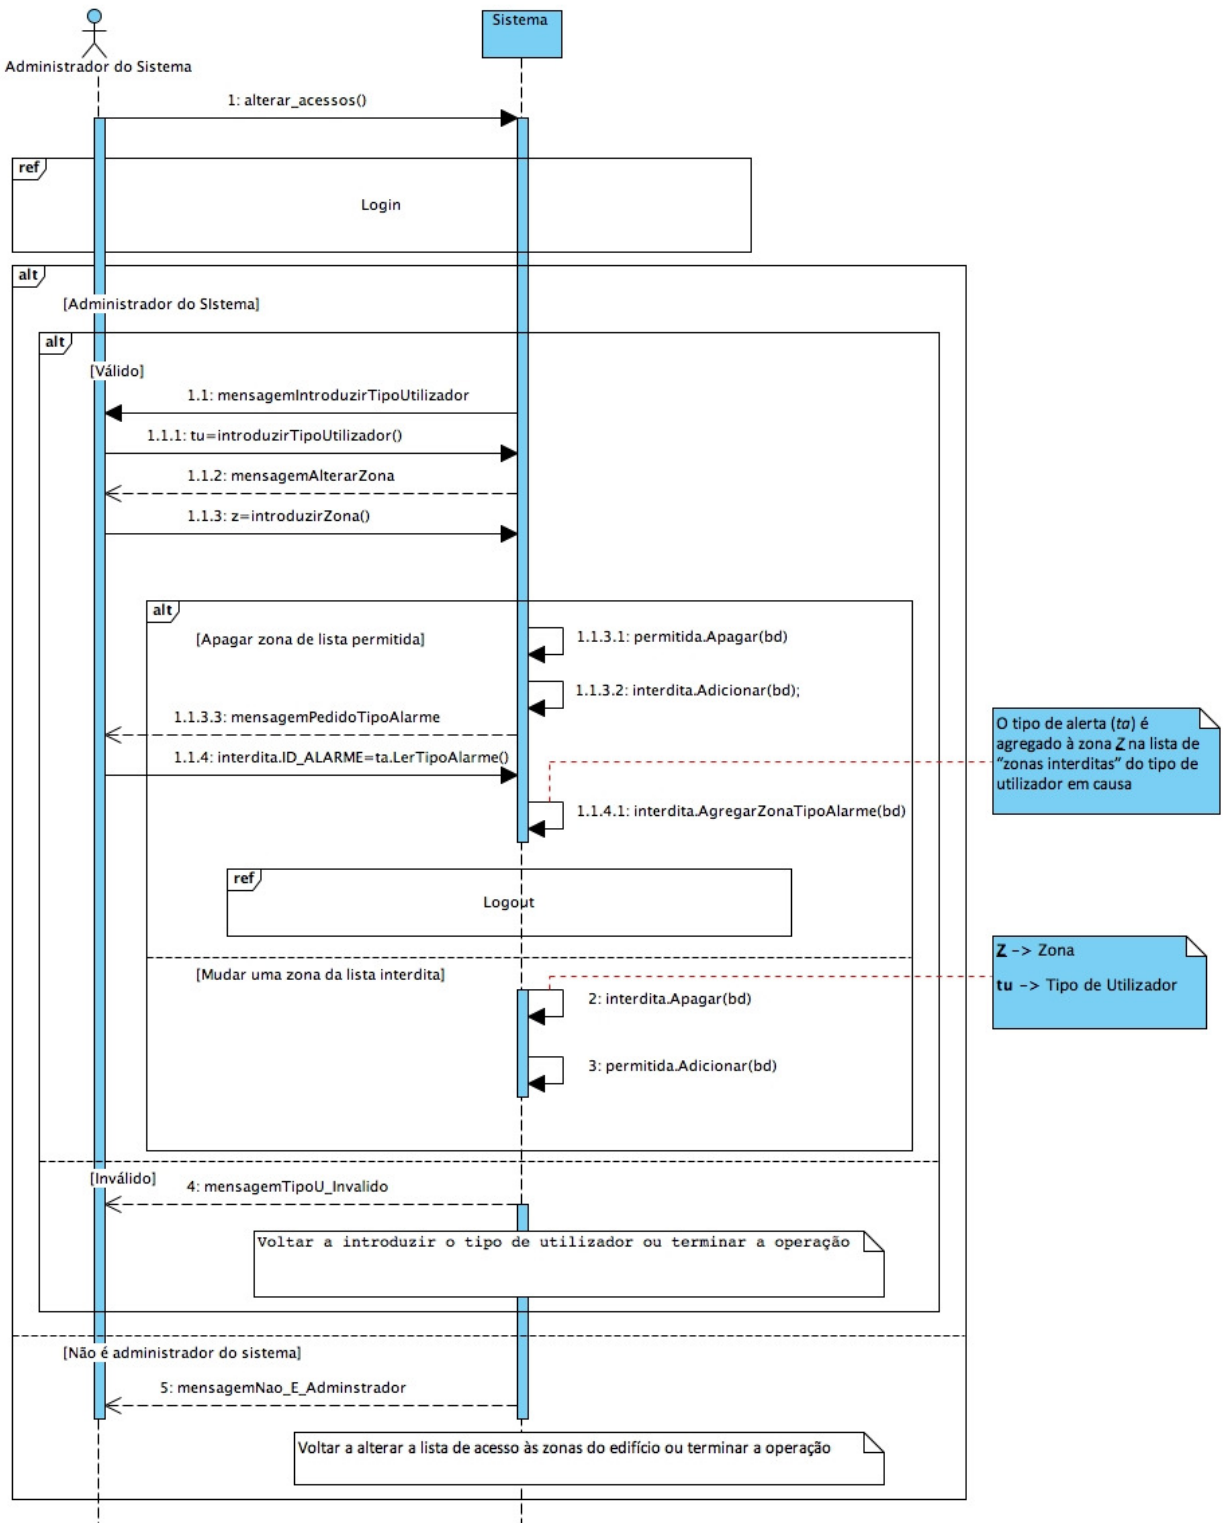 Sistema
Administrador do Sistema
1: alterar_acessos()
ref
Login
alt
[Administrador do SIstema]
alt
[Válido]
1.1: mensagemIntroduzirTipoUtilizador
1.1.1: tu=introduzirTipoUtilizador()
1.1.2: mensagemAlterarZona
1.1.3: z=introduzirZona()
alt
[Apagar zona de lista permitida]
1.1.3.1: permitida.Apagar(bd)
1.1.3.2: interdita.Adicionar(bd);
1.1.3.3: mensagemPedidoTipoAlarme
1.1.4: interdita.ID_ALARME=ta.LerTipoAlarme()
O tipo de alerta (ta) é
agregado à zona Z na lista de
“zonas interditas” do tipo de
utilizador em causa
1.1.4.1: interdita.AgregarZonaTipoAlarme(bd)
ref
Logout
[Mudar uma zona da lista interdita]
Z -> Zona
tu -> Tipo de Utilizador
2: interdita.Apagar(bd)
3: permitida.Adicionar(bd)
[Inválido]
4: mensagemTipoU_Invalido
Voltar a introduzir o tipo de utilizador ou terminar a operação
[Não é administrador do sistema]
5: mensagemNao_E_Adminstrador
Voltar a alterar a lista de acesso às zonas do edifício ou terminar a operação